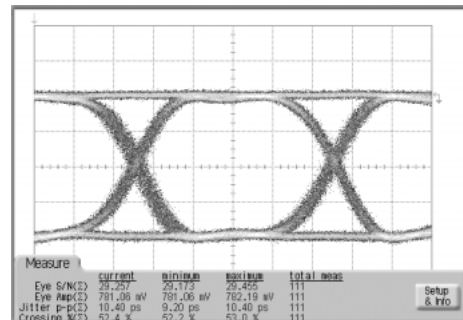 Measure
current minimum maximum total meas
Eye S/N(Σ) 29.257 29.173 29.455 111
Eye Amp(Σ) 781.06 mV 781.06 mV 782.19 mV 111
Jitter p-p(Σ) 10.40 ps 9.20 ps 10.40 ps 111
Crossing %(Σ) 52.4 % 52.2 % 53.0 % 111
Setup
& Info